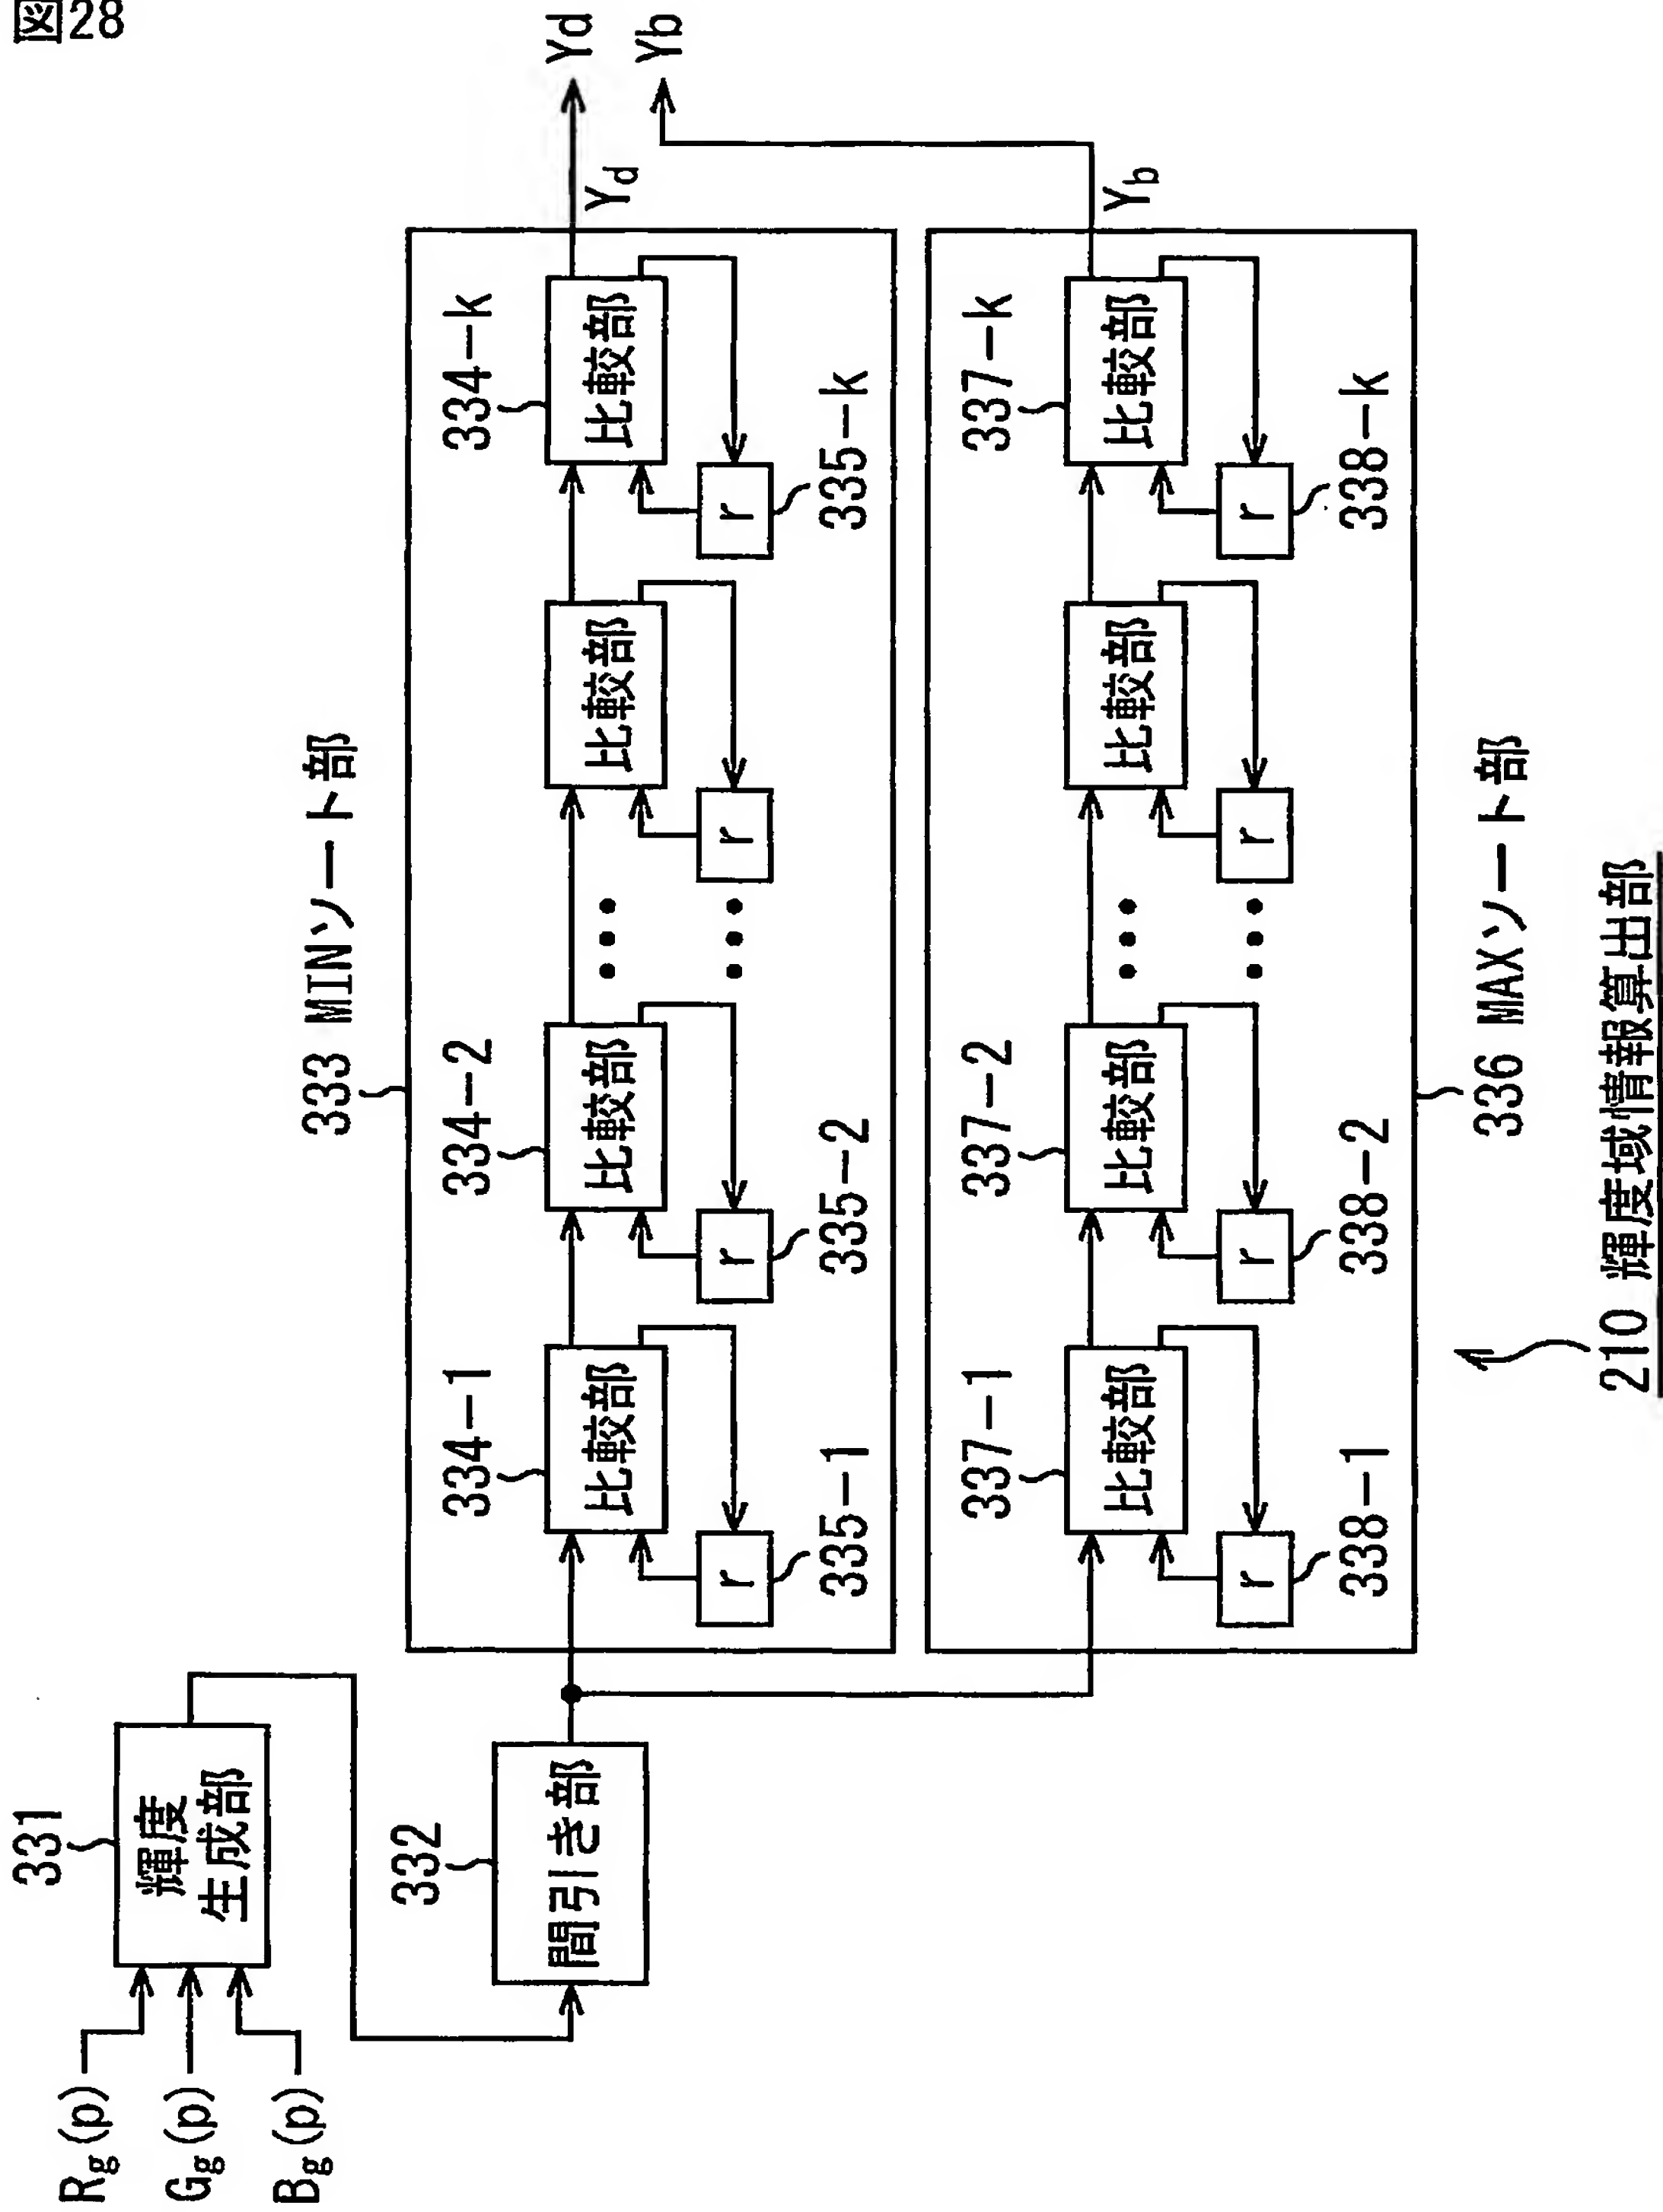 図28
Rg(p)
Gg(p)
Bg(p)
331
輝度
生成部
332
間引き部
333 MINソート部
334-1
比較部
334-2
比較部
比較部
334-k
比較部
r
335-1
r
335-2
r
r
335-k
Yd
Yd
337-1
比較部
337-2
比較部
比較部
337-k
比較部
r
338-1
r
338-2
r
r
338-k
Yb
Yb
336 MAXソート部
210 輝度域情報算出部